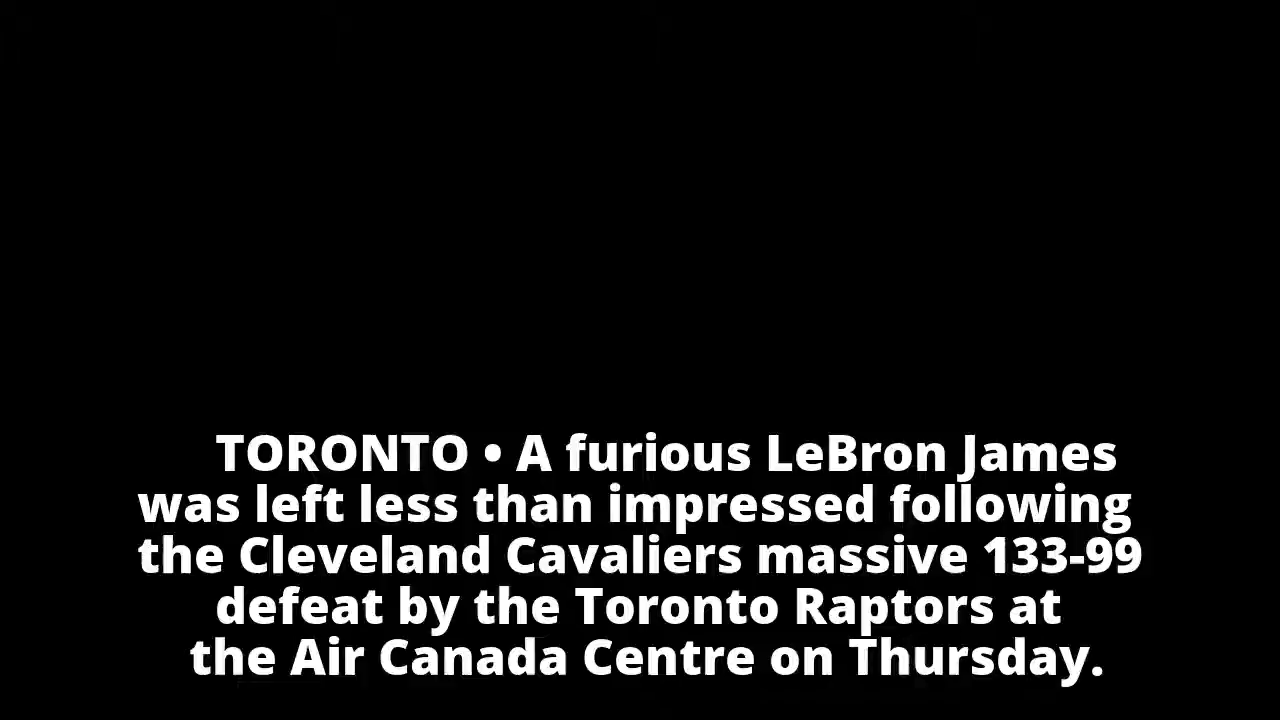 TORONTO • A furious LeBron James
was left less than impressed following
the Cleveland Cavaliers massive 133-99
defeat by the Toronto Raptors at
the Air Canada Centre on Thursday.